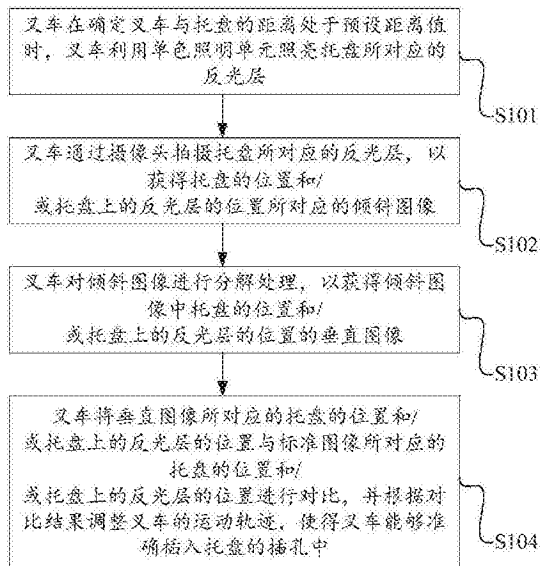 叉车在确定叉车与托盘的距离处于预设距离值
时，叉车利用单色照明单元照亮托盘所对应的
反光层
S101
叉车通过摄像头拍摄托盘所对应的反光层，以
获得托盘的位置和/
或托盘上的反光层的位置所对应的倾斜图像
S102
叉车对倾斜图像进行分解处理，以获得倾斜图
像中托盘的位置和/
或托盘上的反光层的位置的垂直图像
S103
叉车将垂直图像所对应的托盘的位置和/
或托盘上的反光层的位置与标准图像所对应的
托盘的位置和/
或托盘上的反光层的位置进行对比，并根据对
比结果调整叉车的运动轨迹，使得叉车能够准
确插入托盘的插孔中
S104